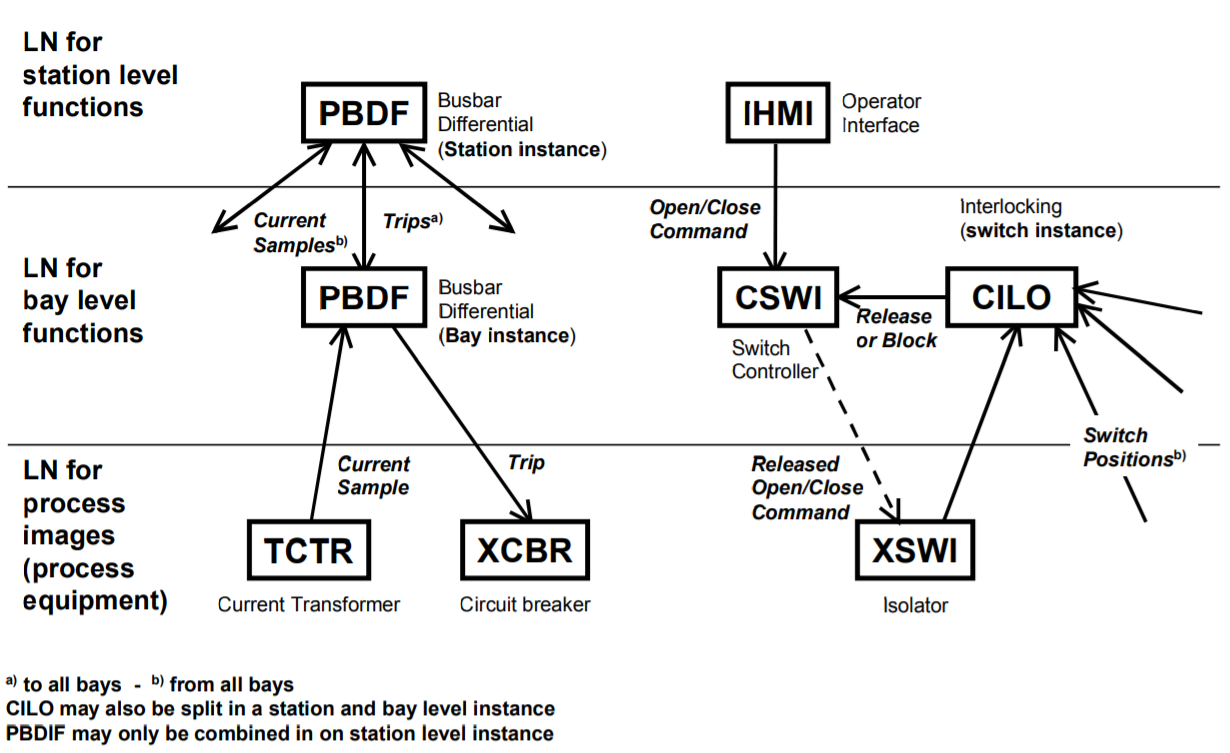 LN for
station level
functions
PBDF
Busbar
Differential
(Station instance)
IHMI
Operator
Interface
Current
Samplesb)
Tripsa)
Open/Close
Command
Interlocking
(switch instance)
LN for
bay level
functions
PBDF
Busbar
Differential
(Bay instance)
CSWI
CILO
Release
or Block
Switch
Controller
LN for
process
images
(process
equipment)
Current
Sample
Trip
Released
Open/Close
Command
Switch
Positionsb)
TCTR
XCBR
XSWI
Current Transformer
Circuit breaker
Isolator
a) to all bays - b) from all bays
CILO may also be split in a station and bay level instance
PBDIF may only be combined in on station level instance